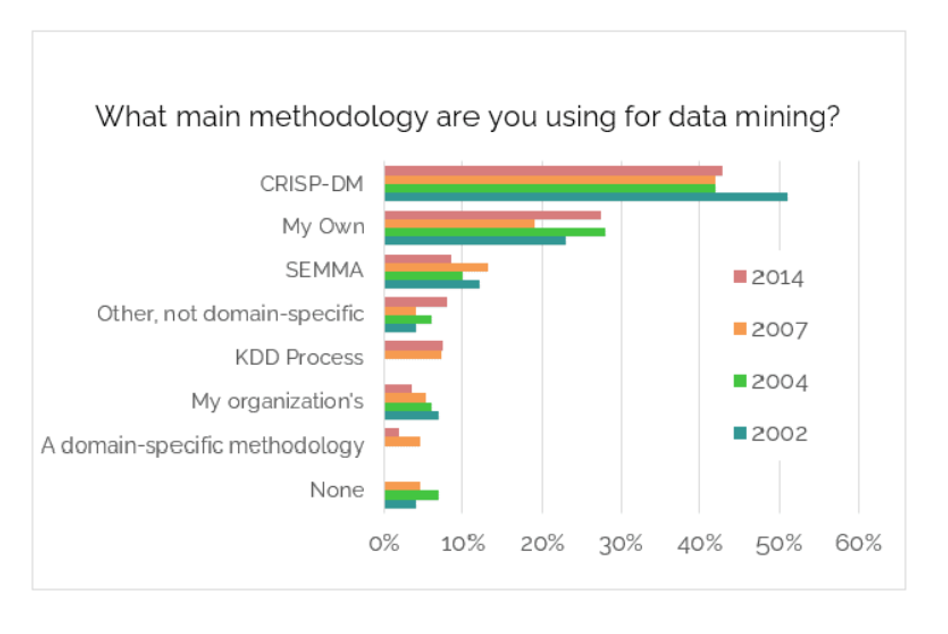 What main methodology are you using for data mining?
CRISP-DM
My Own
SEMMA
Other, not domain-specific
KDD Process
My organization's
A domain-specific methodology
None
2014
2007
2004
2002
0% 10% 20% 30% 40% 50% 60%